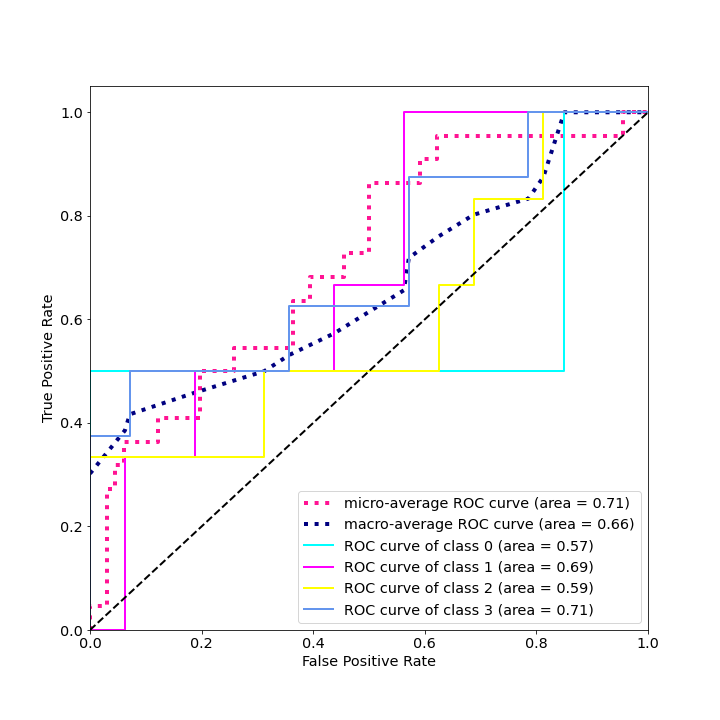 1.0
0.8
0.6
0.4
0.2
0.0
True Positive Rate
micro-average ROC curve (area = 0.71)
macro-average ROC curve (area = 0.66)
ROC curve of class 0 (area = 0.57)
ROC curve of class 1 (area = 0.69)
ROC curve of class 2 (area = 0.59)
ROC curve of class 3 (area = 0.71)
0.0 0.2 0.4 0.6 0.8 1.0
False Positive Rate